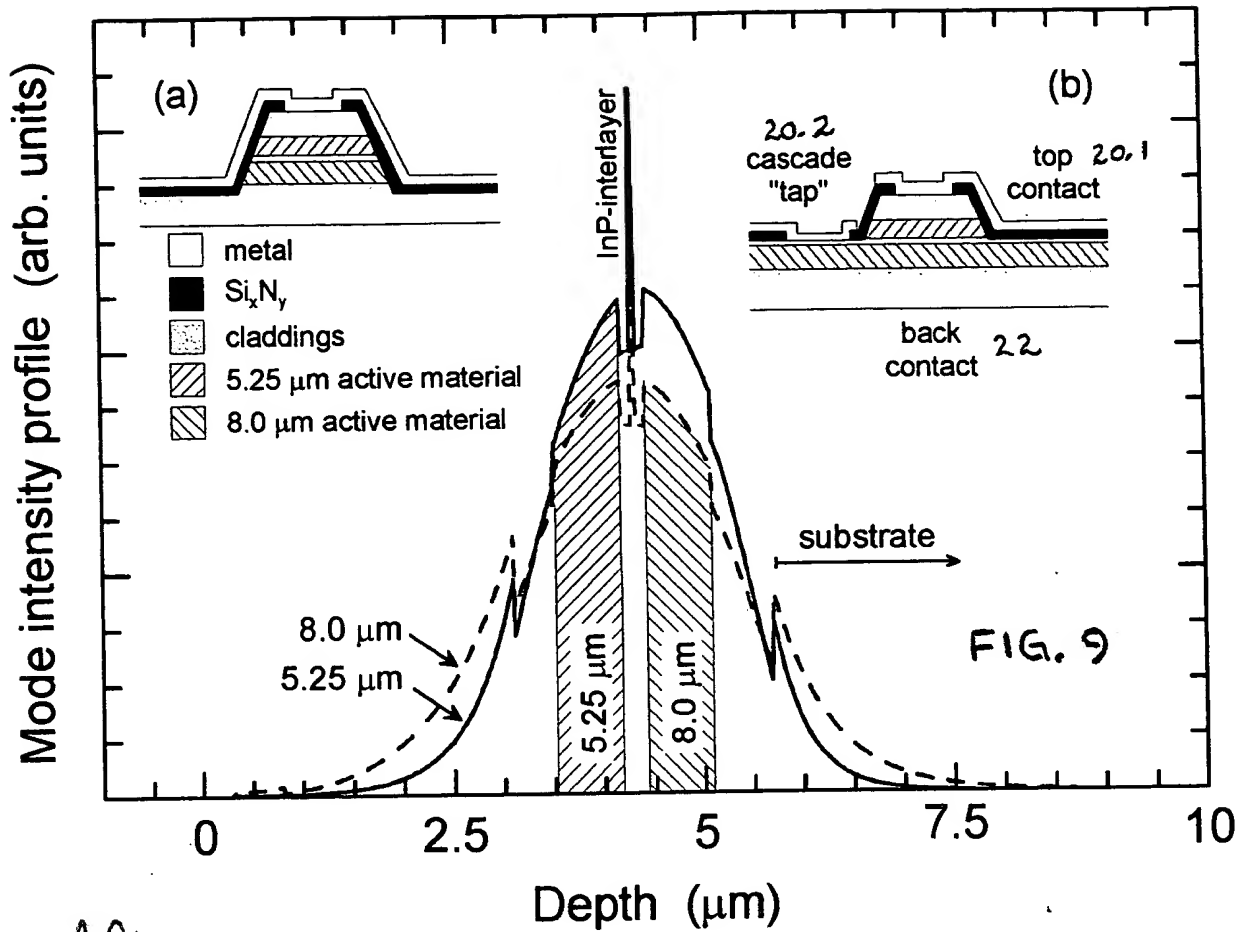 Mode intensity profile (arb. units)
(a)
metal
SixNy
claddings
5.25 μm active material
8.0 μm active material
InP-interlayer
(b)
20.2
cascade
"tap"
top 20.1
contact
back
contact 22
substrate
8.0 μm
5.25 μm
5.25 μm
8.0 μm
FIG. 9
0 2.5 5 7.5 10
Depth (μm)